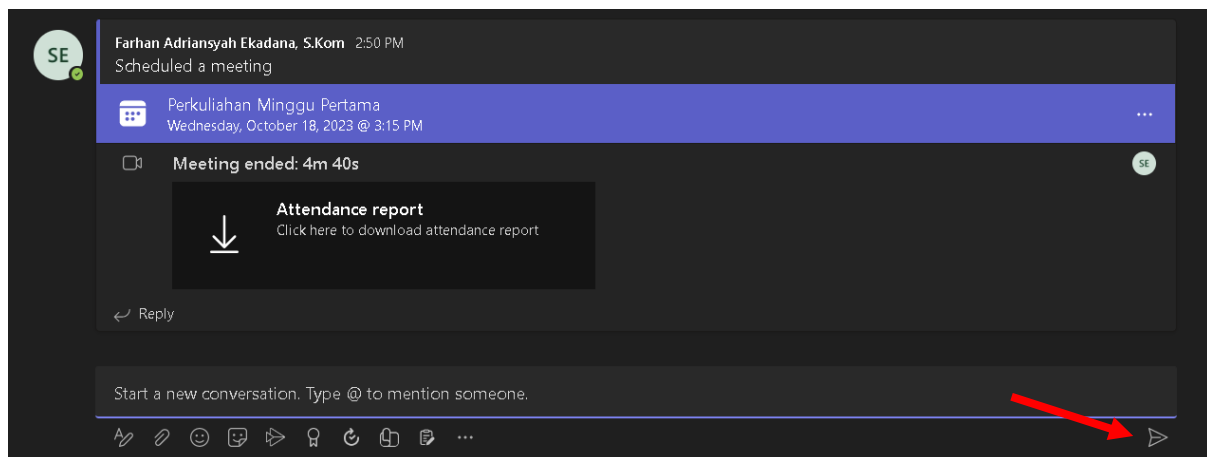 SE
Farhan Adriansyah Ekadana, S.Kom 2:50 PM
Scheduled a meeting
Perkuliahan Minggu Pertama
Wednesday, October 18, 2023 @ 3:15 PM
Meeting ended: 4m 40s
SE
Attendance report
Click here to download attendance report
Reply
Start a new conversation. Type @ to mention someone.